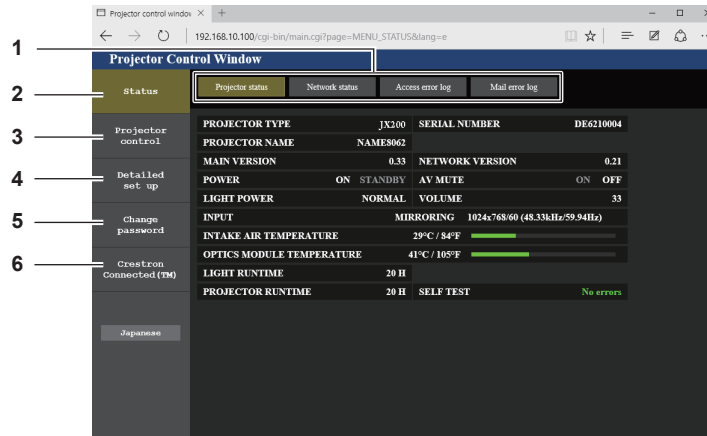 Projector control window
192.168.10.100/cgi-bin/main.cgi?page=MENU_STATUS&lang=e
1
Projector Control Window
2
Status
Projector status Network status Access error log Mail error log
3
Projector
control
4
Detailed
set up
5
Change
password
6
Crestron
Connected(TM)
Japanese
PROJECTOR TYPE JX200 SERIAL NUMBER DE6210004
PROJECTOR NAME NAME8062
MAIN VERSION 0.33 NETWORK VERSION 0.21
POWER ON STANDBY AV MUTE ON OFF
LIGHT POWER NORMAL VOLUME 33
INPUT MIRRORING 1024x768/60 (48.33kHz/59.94Hz)
INTAKE AIR TEMPERATURE 29°C / 84°F
OPTICS MODULE TEMPERATURE 41°C / 105°F
LIGHT RUNTIME 20 H
PROJECTOR RUNTIME 20 H SELF TEST No errors